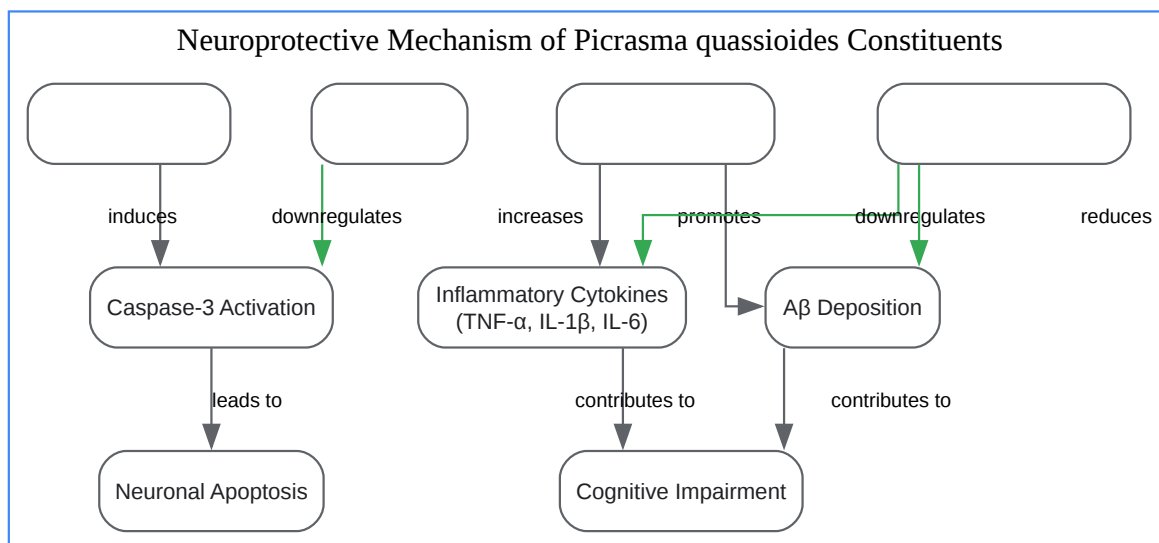 Neuroprotective Mechanism of Picrasma quassioides Constituents
induces
downregulates
increases
promotes
downregulates
reduces
Caspase-3 Activation
Inflammatory Cytokines
(TNF-α, IL-1β, IL-6)
Aβ Deposition
leads to
contributes to
contributes to
Neuronal Apoptosis
Cognitive Impairment